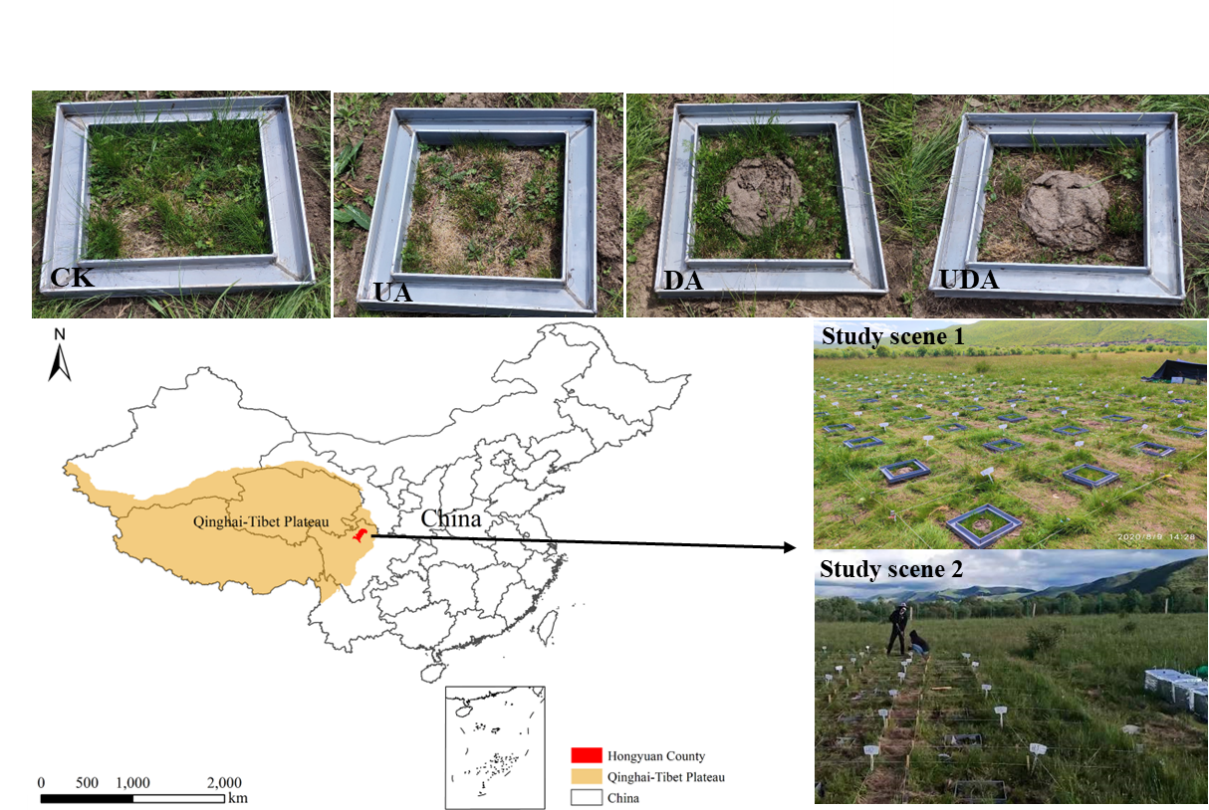 CK
UA
DA
UDA
N
Study scene 1
Qinghai-Tibet Plateau
China
2020/6/9 14:28
Study scene 2
Hongyuan County
Qinghai-Tibet Plateau
China
0 500 1,000 2,000
km